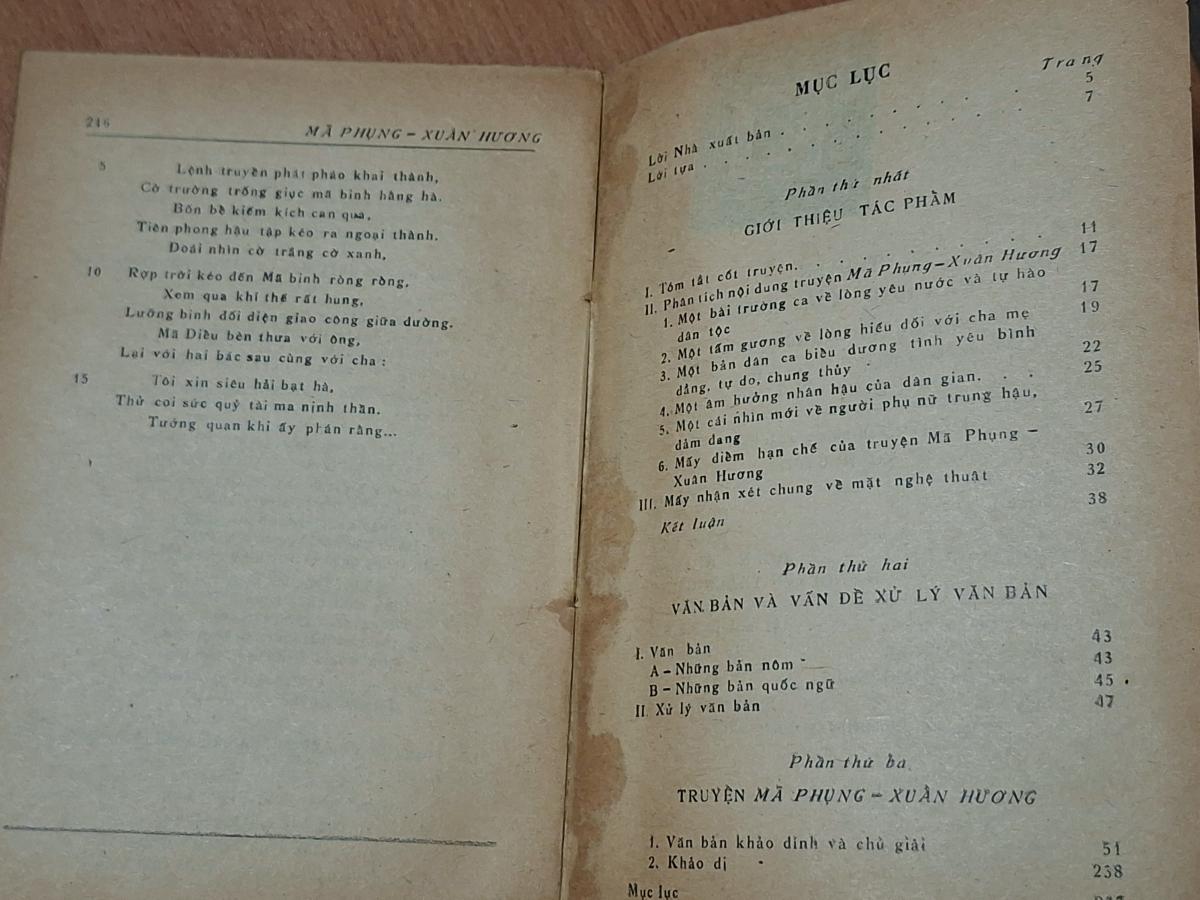 246
MÃ PHỤNG – XUÂN HƯƠNG
5 Lệnh truyền phát pháo khai thành,
Cờ trường trống giục mã binh hằng hà.
Bốn bề kiếm kích can qua,
Tiên phong hậu tập kéo ra ngoại thành.
Doái nhìn cờ trắng cờ xanh,
10 Rợp trời kéo đến Mã binh ròng ròng,
Xem qua khí thế rất hung,
Lưỡng binh đối diện giao công giữa đường.
Mã Diều bèn thưa với ông,
Lại với hai bác sau cùng với cha :
15 Tôi xin siêu hải bạt hà,
Thử coi sức quỷ tài ma ninh thần.
Tướng quan khi ấy phán rằng...
MỤC LỤC
Trang
Lời Nhà xuất bản . . . . . . . . 5
Lời tựa . . . . . . . . . . 7
Phần thứ nhất
GIỚI THIỆU TÁC PHẨM
I. Tóm tắt cốt truyện. . . . . . . . 11
II. Phân tích nội dung truyện Mã Phụng – Xuân Hương 17
1. Một bài trường ca về lòng yêu nước và tự hào
dân tộc 17
2. Một tấm gương về lòng hiếu đối với cha mẹ 19
3. Một bản dân ca biểu dương tình yêu bình
đẳng, tự do, chung thủy 22
4. Một âm hưởng nhân hậu của dân gian. . . 25
5. Một cái nhìn mới về người phụ nữ trung hậu,
đảm đang 27
6. Mấy điểm hạn chế của truyện Mã Phụng –
Xuân Hương 30
III. Mấy nhận xét chung về mặt nghệ thuật 32
Kết luận 38
Phần thứ hai
VĂN BẢN VÀ VẤN ĐỀ XỬ LÝ VĂN BẢN
I. Văn bản 43
A – Những bản nôm 43
B – Những bản quốc ngữ 45
II. Xử lý văn bản 47
Phần thứ ba
TRUYỆN MÃ PHỤNG – XUÂN HƯƠNG
1. Văn bản khảo đính và chú giải 51
2. Khảo dị 238
Mục lục